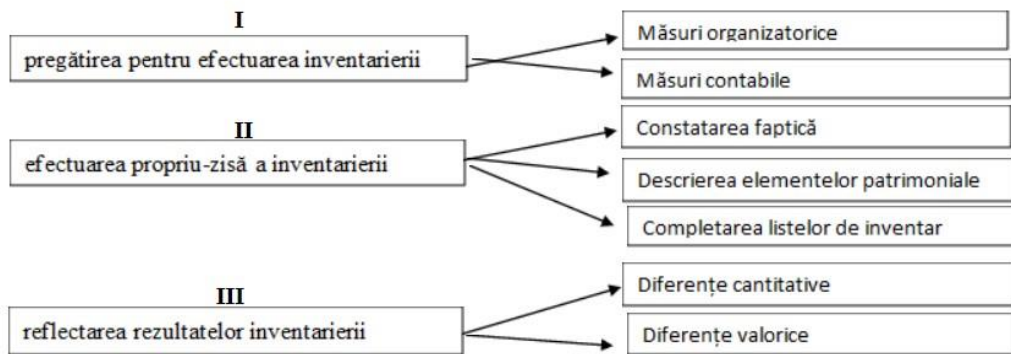 I
pregătirea pentru efectuarea inventarierii
Măsuri organizatorice
Măsuri contabile
II
efectuarea propriu-zisă a inventarierii
Constatarea faptică
Descrierea elementelor patrimoniale
Completarea listelor de inventar
III
reflectarea rezultatelor inventarierii
Diferențe cantitative
Diferențe valorice